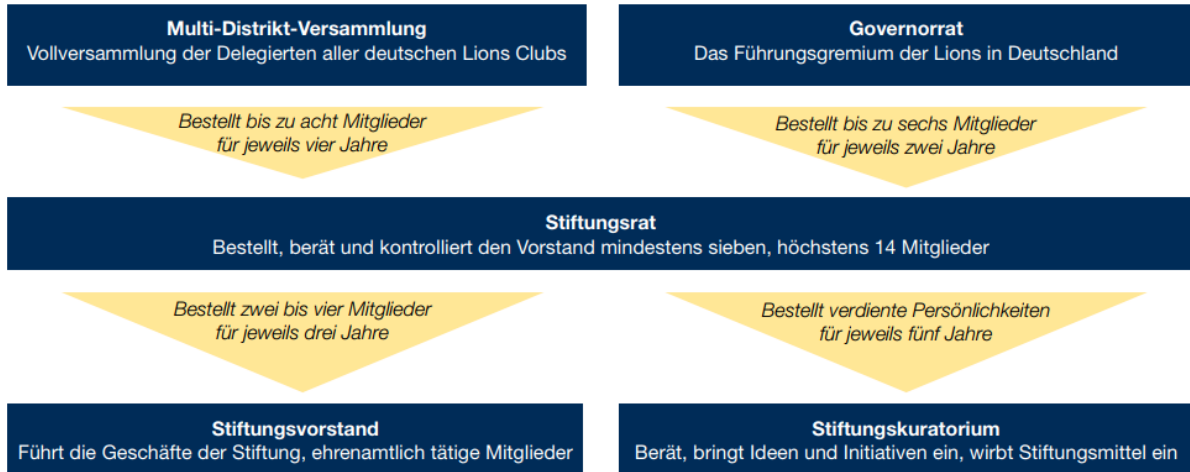 Multi-Distrikt-Versammlung
Vollversammlung der Delegierten aller deutschen Lions Clubs
Governorrat
Das Führungsgremium der Lions in Deutschland
Bestellt bis zu acht Mitglieder
für jeweils vier Jahre
Bestellt bis zu sechs Mitglieder
für jeweils zwei Jahre
Stiftungsrat
Bestellt, berät und kontrolliert den Vorstand mindestens sieben, höchstens 14 Mitglieder
Bestellt zwei bis vier Mitglieder
für jeweils drei Jahre
Bestellt verdiente Persönlichkeiten
für jeweils fünf Jahre
Stiftungsvorstand
Führt die Geschäfte der Stiftung, ehrenamtlich tätige Mitglieder
Stiftungskuratorium
Berät, bringt Ideen und Initiativen ein, wirbt Stiftungsmittel ein